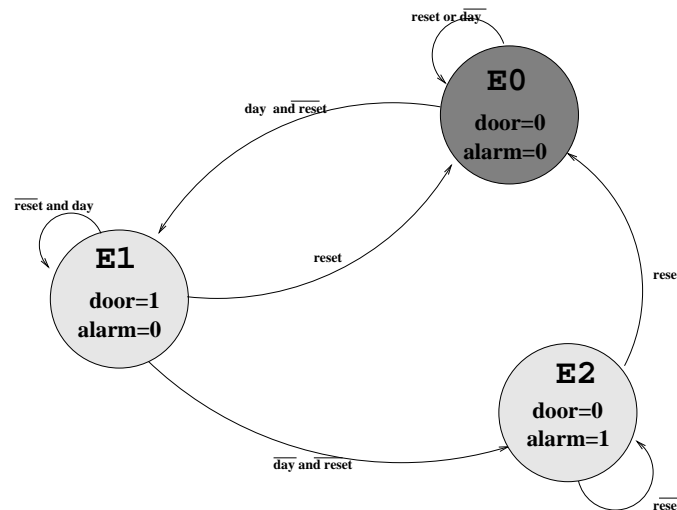 reset or day
E0
door=0
alarm=0
day and reset
reset and day
E1
door=1
alarm=0
reset
rese
E2
door=0
alarm=1
day and reset
rese